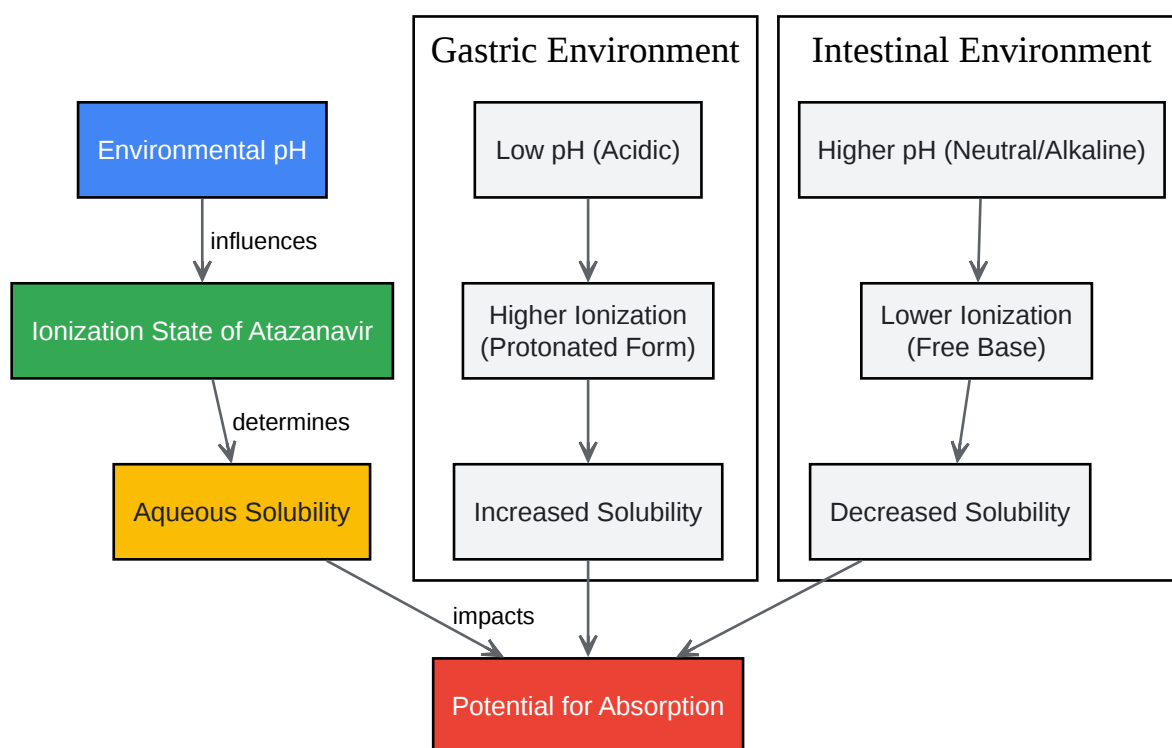 Gastric Environment
Intestinal Environment
Environmental pH
Low pH (Acidic)
Higher pH (Neutral/Alkaline)
influences
Ionization State of Atazanavir
Higher Ionization
(Protonated Form)
Lower Ionization
(Free Base)
determines
Aqueous Solubility
Increased Solubility
Decreased Solubility
impacts
Potential for Absorption